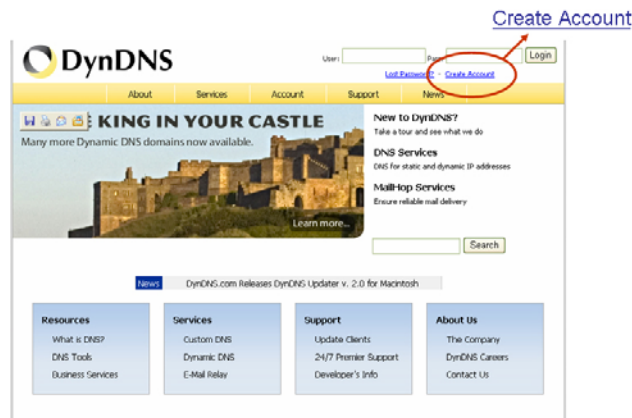 Create Account
DynDNS
User: Pass: Login
Lost Password? - Create Account
About Services Account Support News
KING IN YOUR CASTLE
Many more Dynamic DNS domains now available.
Learn more...
New to DynDNS?
Take a tour and see what we do
DNS Services
DNS for static and dynamic IP addresses
MailHop Services
Ensure reliable mail delivery
Search
News DynDNS.com Releases DynDNS Updater v. 2.0 for Macintosh
Resources
What is DNS?
DNS Tools
Business Services
Services
Custom DNS
Dynamic DNS
E-Mail Relay
Support
Update Clients
24/7 Premier Support
Developer's Info
About Us
The Company
DynDNS Careers
Contact Us